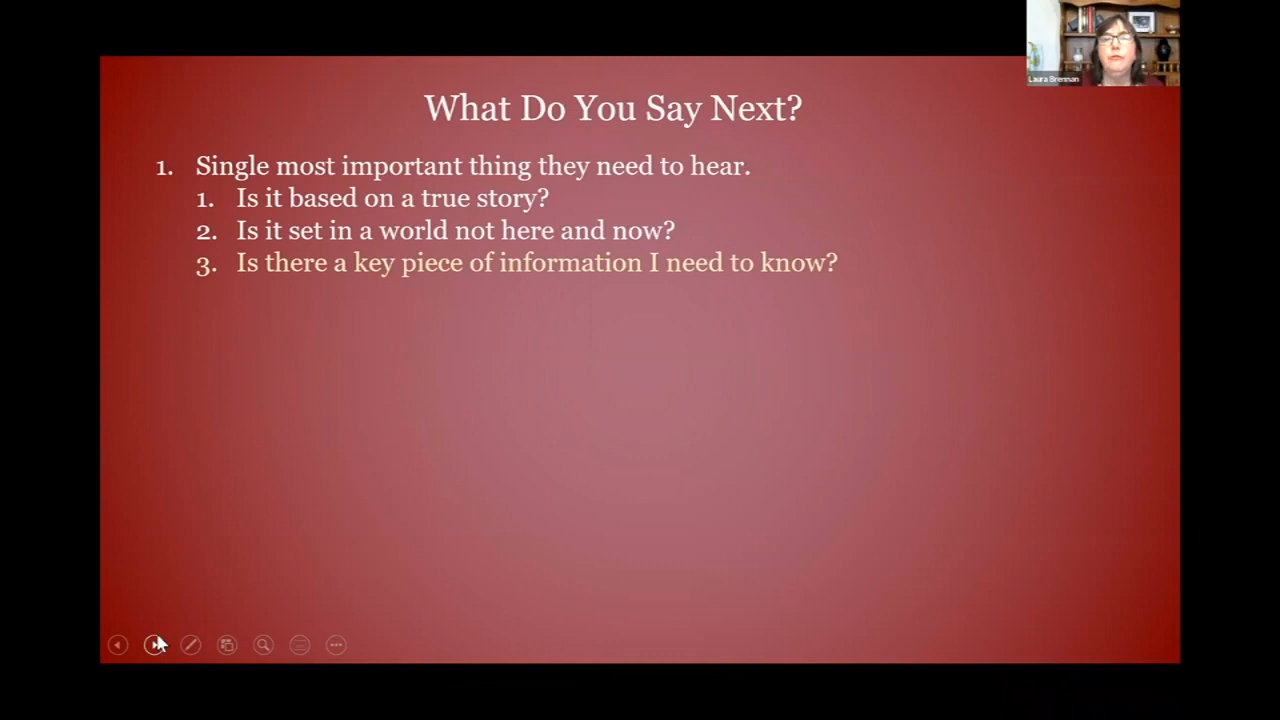 Laura Brennan
What Do You Say Next?
1. Single most important thing they need to hear.
1. Is it based on a true story?
2. Is it set in a world not here and now?
3. Is there a key piece of information I need to know?